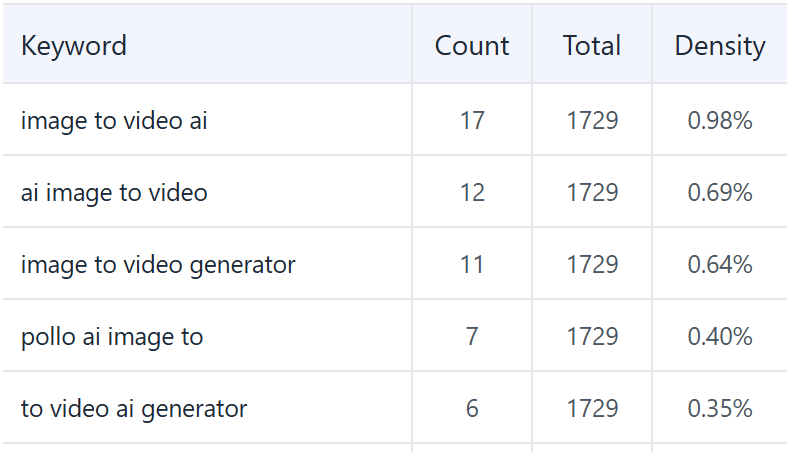 Keyword Count Total Density
image to video ai 17 1729 0.98%
ai image to video 12 1729 0.69%
image to video generator 11 1729 0.64%
pollo ai image to 7 1729 0.40%
to video ai generator 6 1729 0.35%